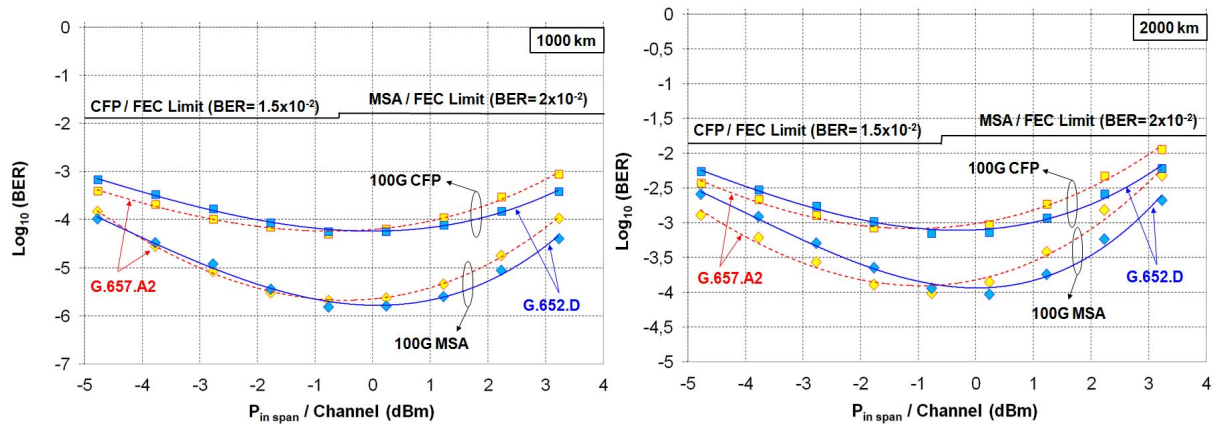 1000 km
0
-1
-2
-3
-4
-5
-6
-7
Log10 (BER)
CFP / FEC Limit (BER= 1.5x10-2)
MSA / FEC Limit (BER= 2x10-2)
100G CFP
G.657.A2
G.652.D
100G MSA
-5 -4 -3 -2 -1 0 1 2 3 4
Pin span / Channel (dBm)
2000 km
0
-0,5
-1
-1,5
-2
-2,5
-3
-3,5
-4
-4,5
-5
Log10 (BER)
CFP / FEC Limit (BER= 1.5x10-2)
MSA / FEC Limit (BER= 2x10-2)
100G CFP
G.657.A2
G.652.D
100G MSA
-5 -4 -3 -2 -1 0 1 2 3 4
Pin span / Channel (dBm)